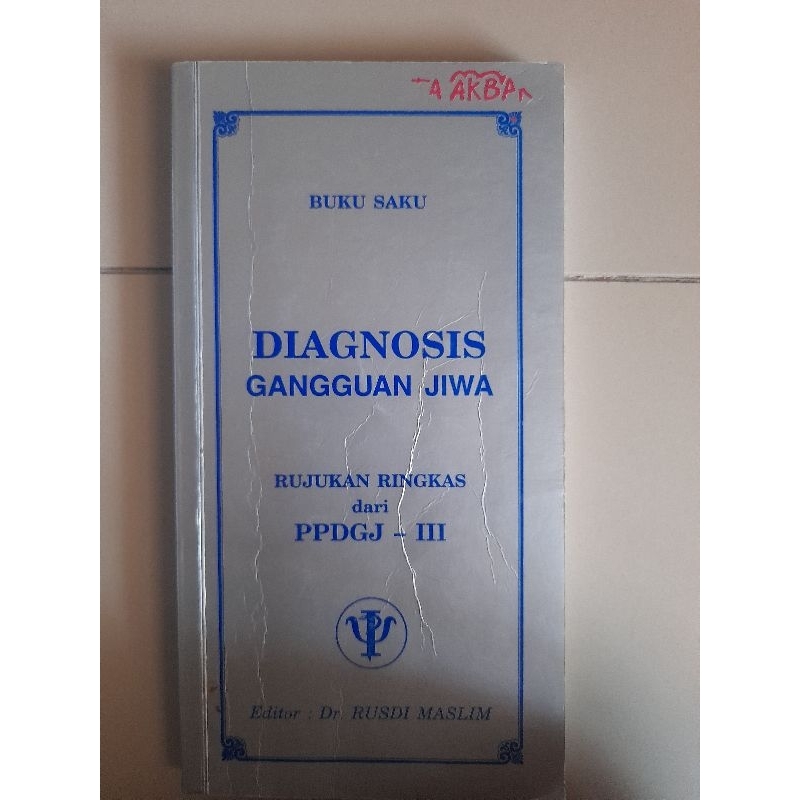 AKBA
BUKU SAKU
DIAGNOSIS
GANGGUAN JIWA
RUJUKAN RINGKAS
dari
PPDGJ - III
Editor : Dr. RUSDI MASLIM